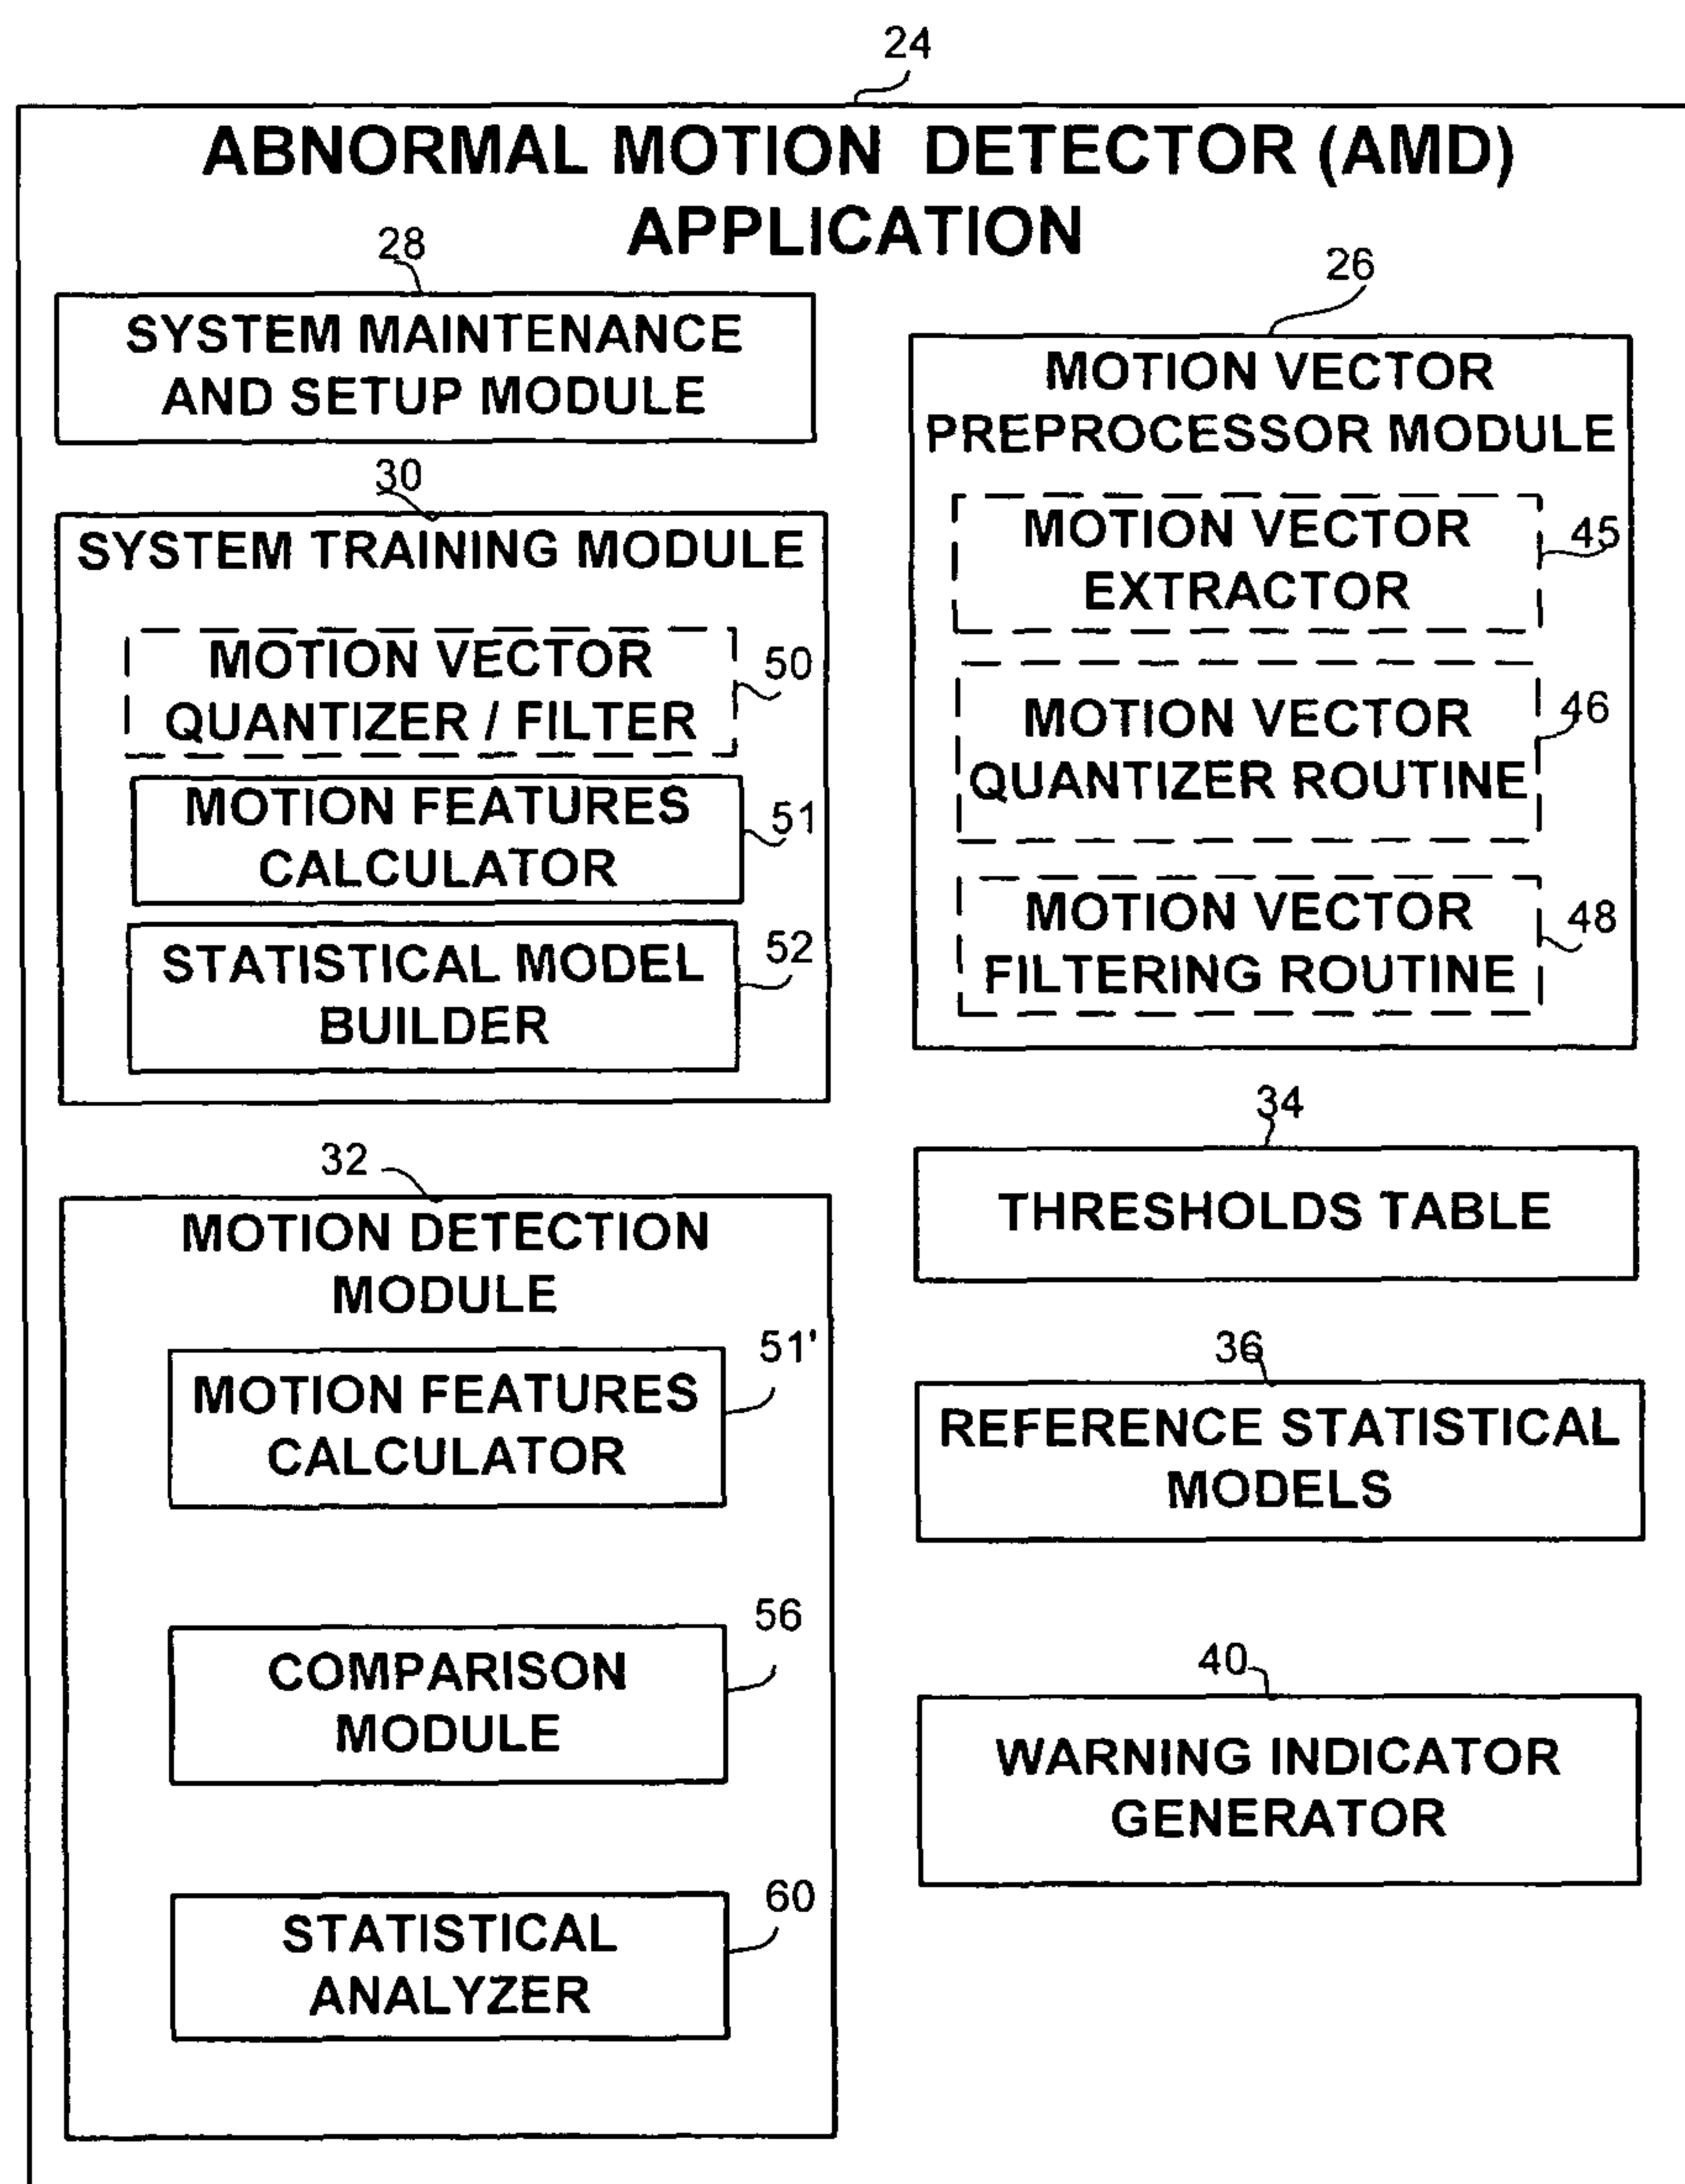 24
ABNORMAL MOTION DETECTOR (AMD)
APPLICATION
28
SYSTEM MAINTENANCE
AND SETUP MODULE
30
SYSTEM TRAINING MODULE
MOTION VECTOR
QUANTIZER / FILTER
50
MOTION FEATURES
CALCULATOR
51
STATISTICAL MODEL
BUILDER
52
32
MOTION DETECTION
MODULE
51'
MOTION FEATURES
CALCULATOR
56
COMPARISON
MODULE
60
STATISTICAL
ANALYZER
26
MOTION VECTOR
PREPROCESSOR MODULE
MOTION VECTOR
EXTRACTOR
45
MOTION VECTOR
QUANTIZER ROUTINE
46
MOTION VECTOR
FILTERING ROUTINE
48
34
THRESHOLDS TABLE
36
REFERENCE STATISTICAL
MODELS
40
WARNING INDICATOR
GENERATOR